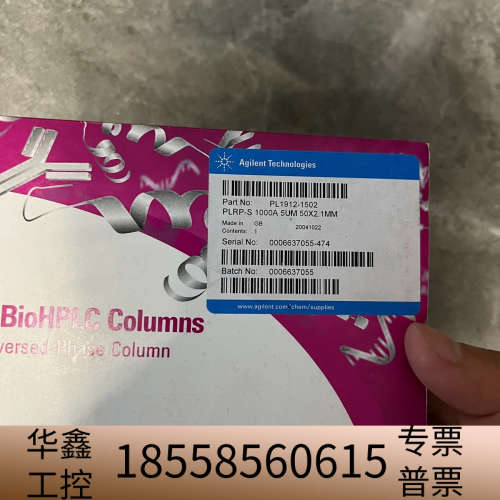 Agilent Technologies
Part No: PL1912-1502
PLRP-S 1000A 5UM 50X2.1MM
Made in GB 20041022
Contents: 1
Serial No: 0006637055-474
Batch No: 0006637055
www.agilent.com/chem/supplies
BioHPLC Columns
versed-Phase Column
华鑫工控 18558560615 专票普票